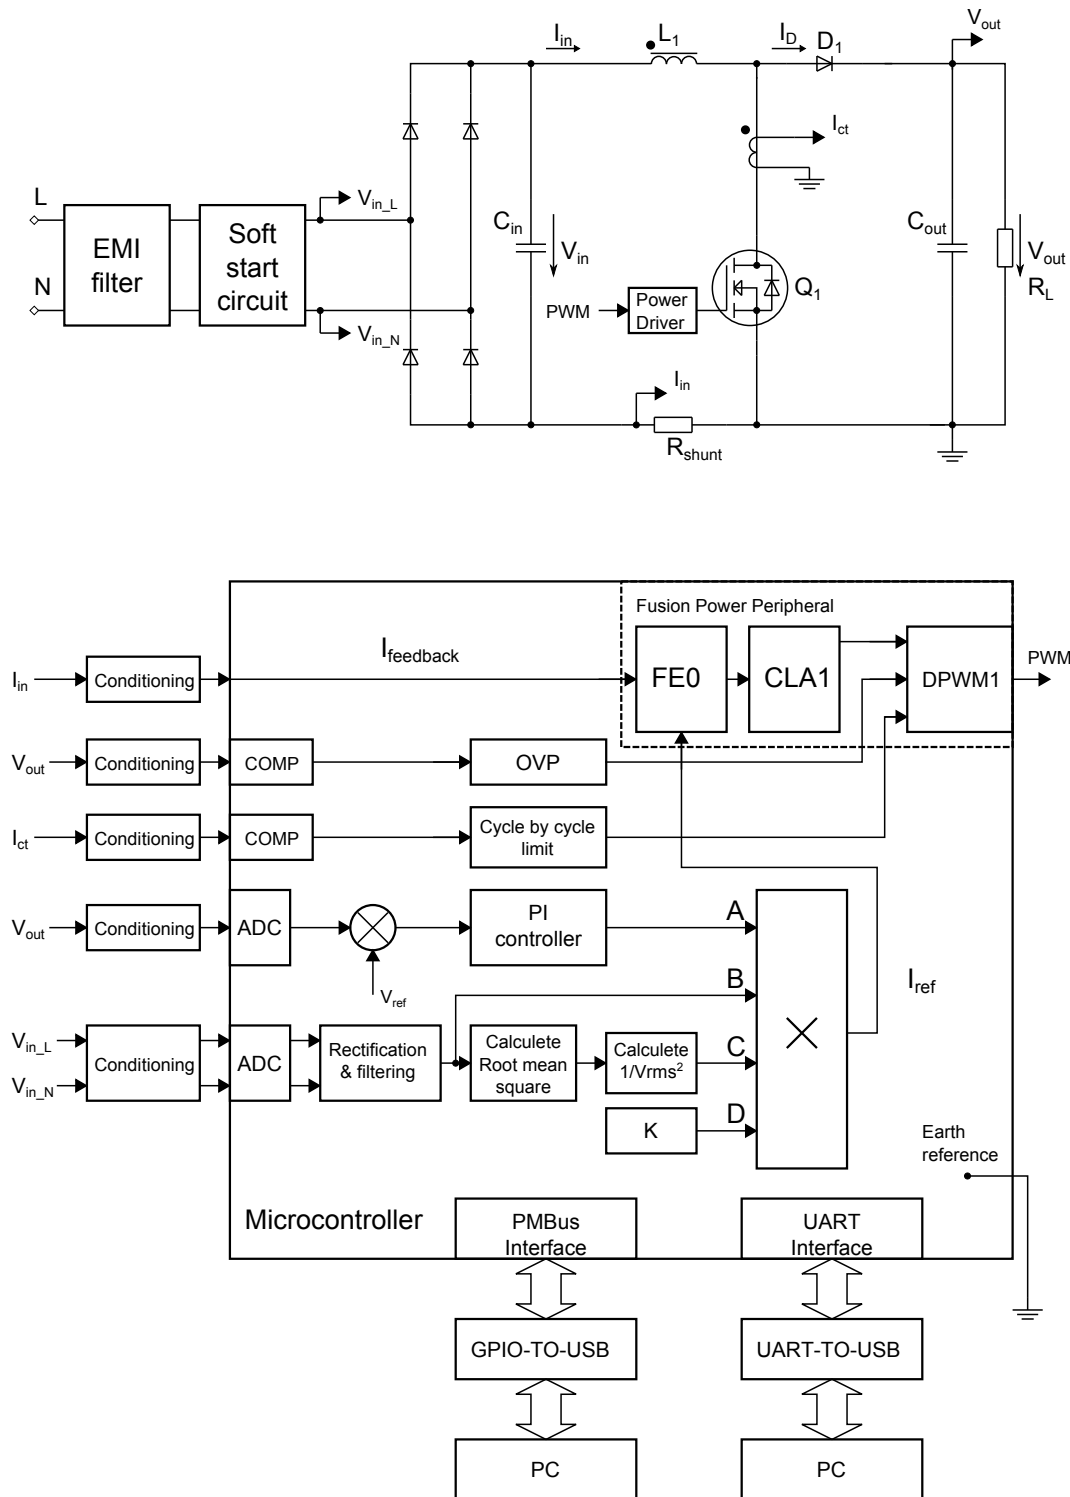 V_out
I_in
L_1
I_D
D_1
I_ct
L
V_in_L
EMI
filter
Soft
start
circuit
C_in
V_in
C_out
V_out
R_L
N
V_in_N
PWM
Power
Driver
Q_1
I_in
R_shunt
Fusion Power Peripheral
I_in
Conditioning
I_feedback
FE0
CLA1
DPWM1
PWM
V_out
Conditioning
COMP
OVP
I_ct
Conditioning
COMP
Cycle by cycle
limit
V_out
Conditioning
ADC
V_ref
PI
controller
A
B
I_ref
V_in_L
V_in_N
Conditioning
ADC
Rectification
& filtering
Calculete
Root mean
square
Calculete
1/Vrms²
C
K
D
Earth
reference
Microcontroller
PMBus
Interface
UART
Interface
GPIO-TO-USB
UART-TO-USB
PC
PC